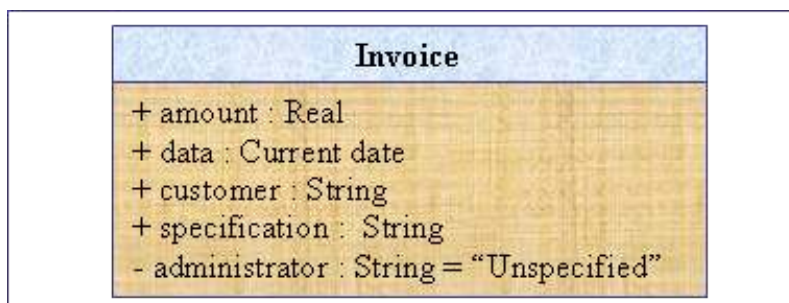 Invoice
+ amount : Real
+ data : Current date
+ customer : String
+ specification : String
- administrator : String = “Unspecified”